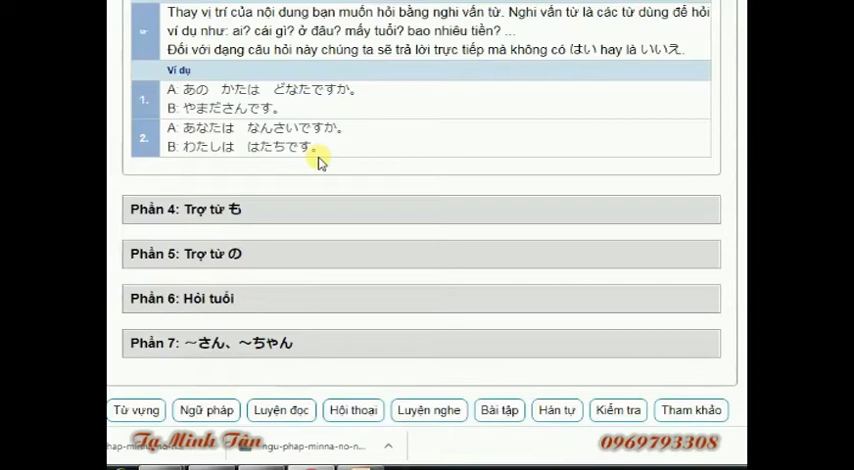 Thay vị trí của nội dung bạn muốn hỏi bằng nghi vấn từ. Nghi vấn từ là các từ dùng để hỏi
ví dụ như: ai? cái gì? ở đâu? mấy tuổi? bao nhiêu tiền? ...
Đối với dạng câu hỏi này chúng ta sẽ trả lời trực tiếp mà không có はい hay là いいえ.
Ví dụ
1.
A: あの かたは どなたですか。
B: やまださんです。
2.
A: あなたは なんさいですか。
B: わたしは はたちです。
Phần 4: Trợ từ も
Phần 5: Trợ từ の
Phần 6: Hỏi tuổi
Phần 7: ～さん、～ちゃん
Từ vựng Ngữ pháp Luyện đọc Hội thoại Luyện nghe Bài tập Hán tự Kiểm tra Tham khảo
Tạ Minh Tân 0969793308
ngu-phap-minna-no-n...